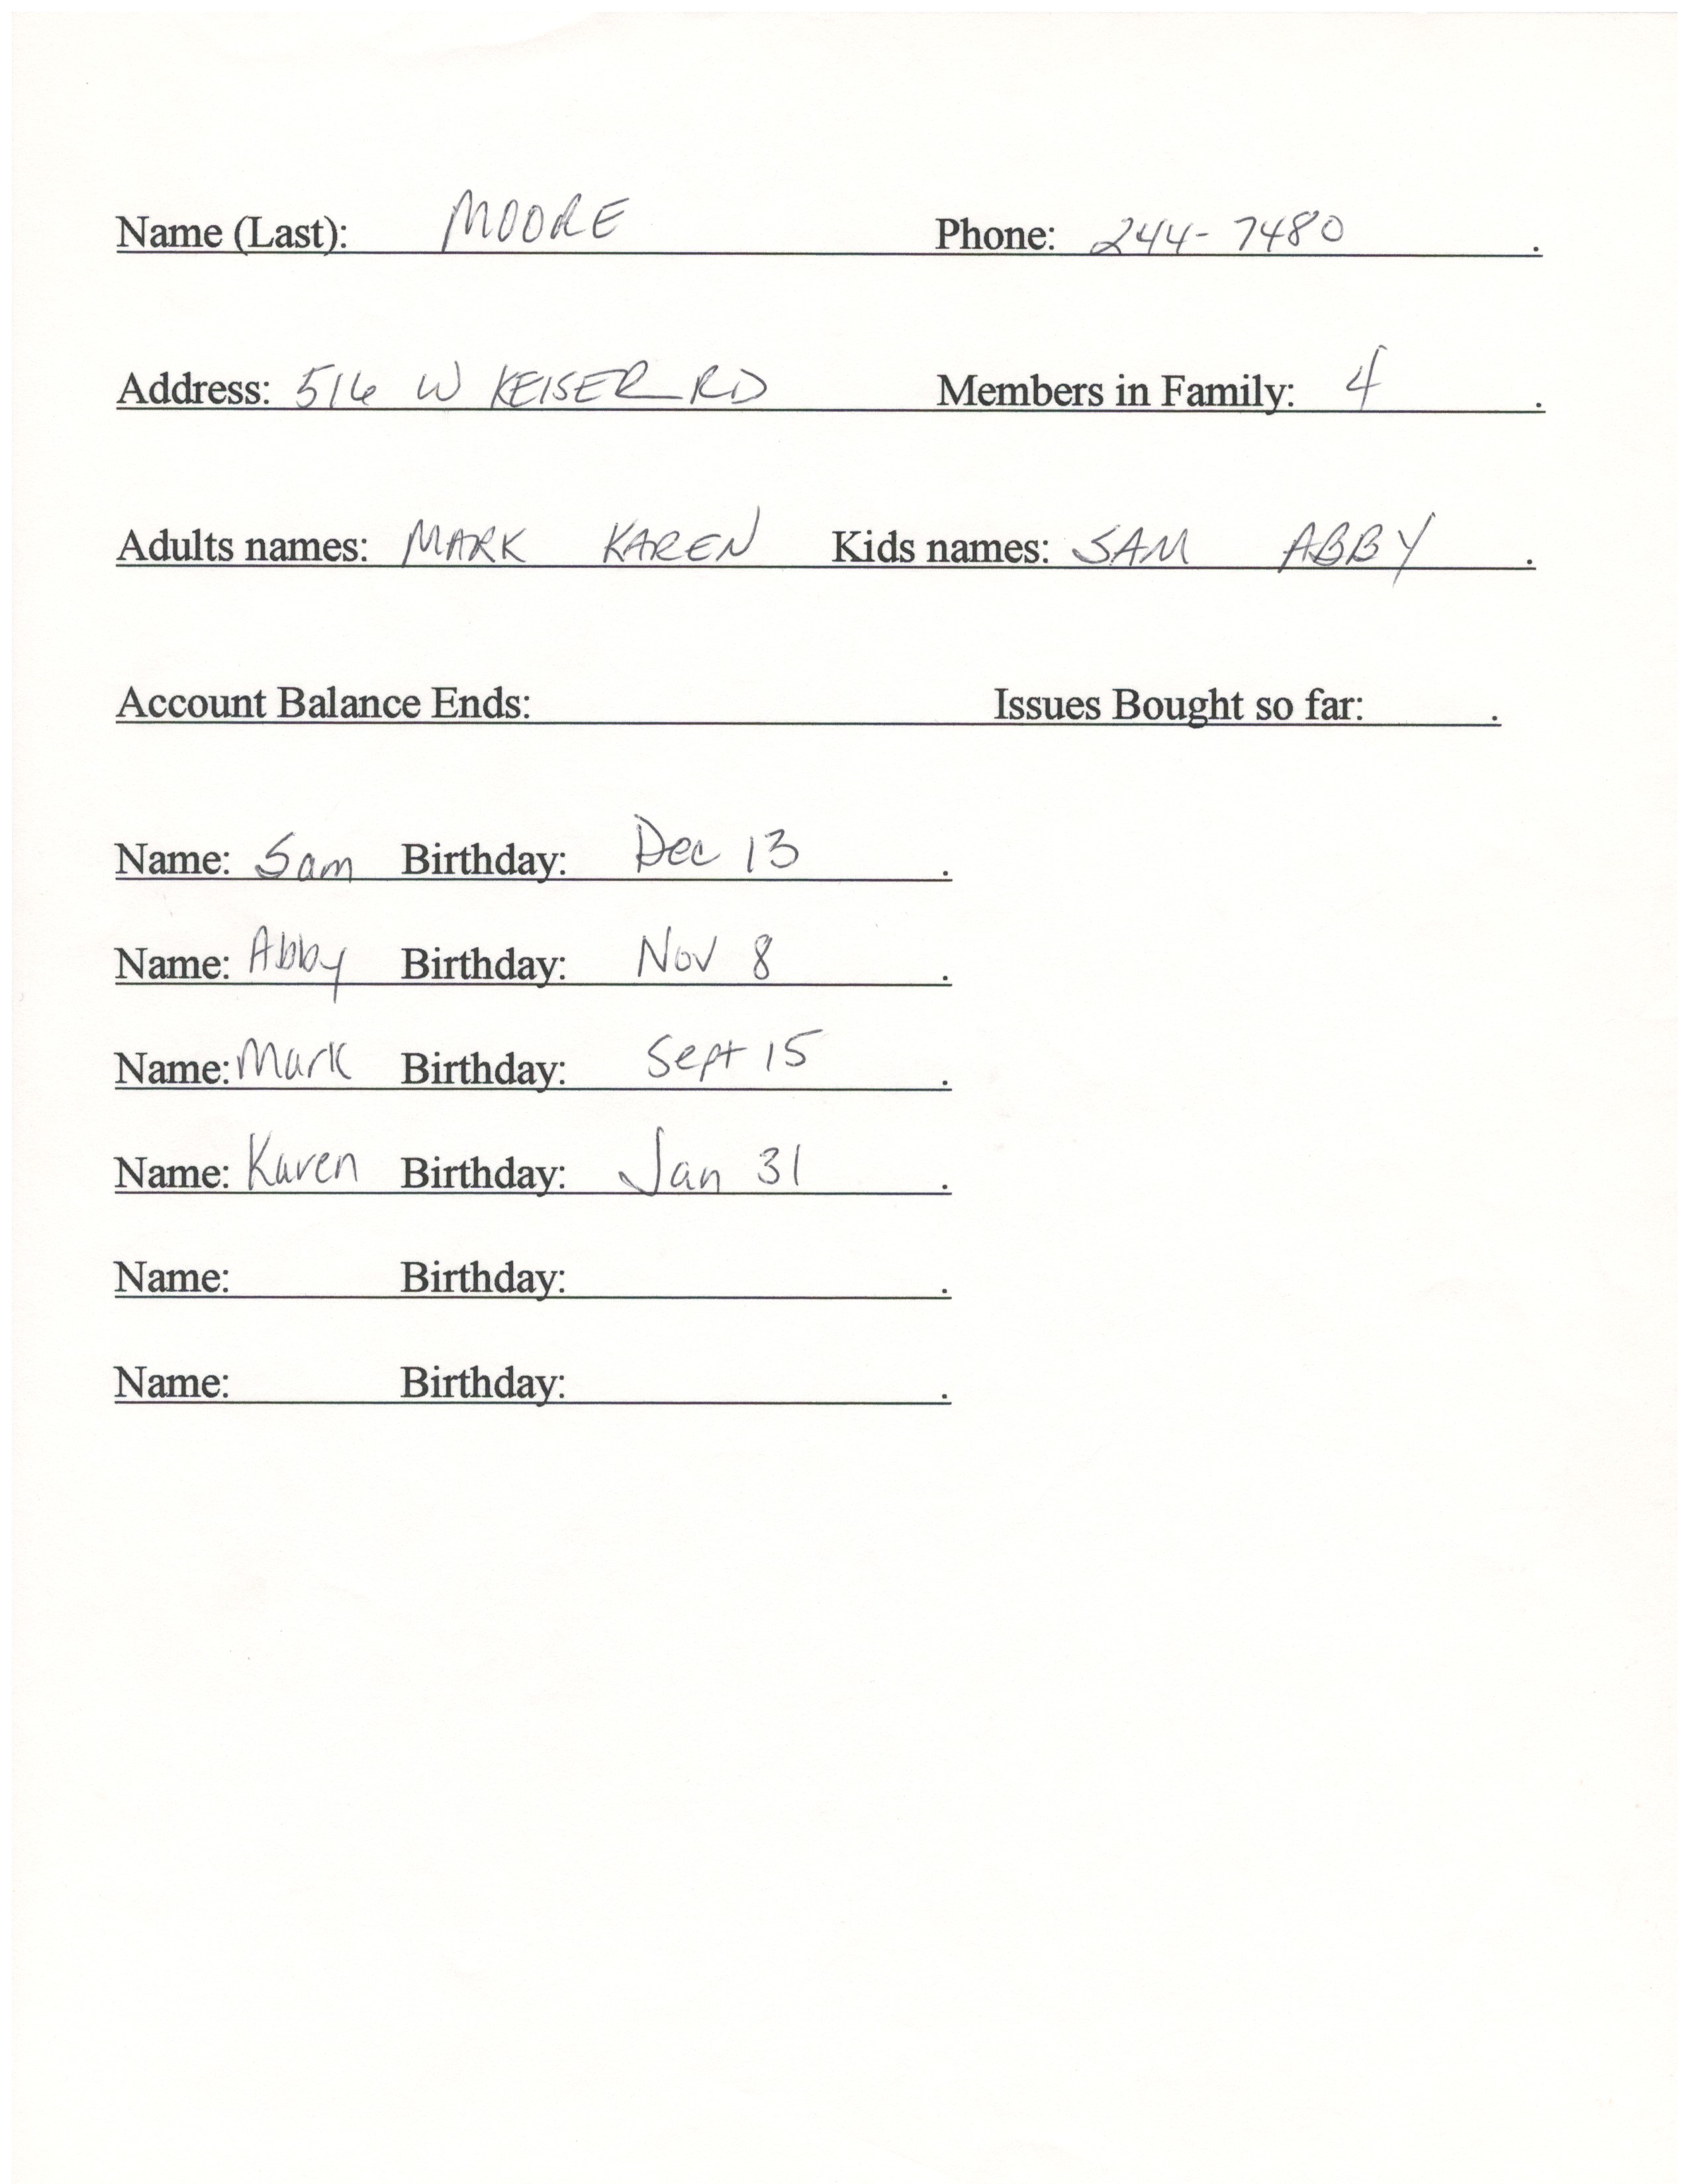 Name (Last): MOORE Phone: 244-7480 .
Address: 516 W KEISER RD Members in Family: 4 .
Adults names: MARK KAREN Kids names: SAM ABBY .
Account Balance Ends: Issues Bought so far: .
Name: Sam Birthday: Dec 13 .
Name: Abby Birthday: Nov 8 .
Name: Mark Birthday: Sept 15 .
Name: Karen Birthday: Jan 31 .
Name: Birthday: .
Name: Birthday: .